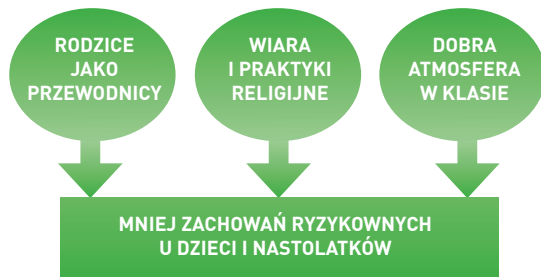 RODZICE
JAKO
PRZEWODNICY
WIARA
I PRAKTYKI
RELIGIJNE
DOBRA
ATMOSFERA
W KLASIE
MNIEJ ZACHOWAŃ RYZYKOWNYCH
U DZIECI I NASTOLATKÓW